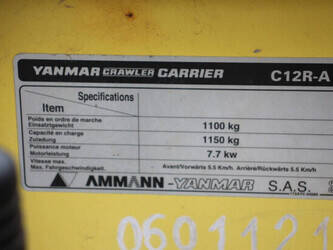 YANMAR CRAWLER CARRIER C12R-A
Specifications
Item
Poids en ordre de marche
Einsatzgewicht 1100 kg
Capacité en charge
Zuladung 1150 kg
Puissance moteur
Motorleistung 7.7 kw
Vitesse max.
Max. Fahrgeschwindigkeit. Avant/Vorwärts 5.5 Km/h. Arrière/Rückwärts 5.5 Km/h
AMMANN-YANMAR S.A.S.
0601121